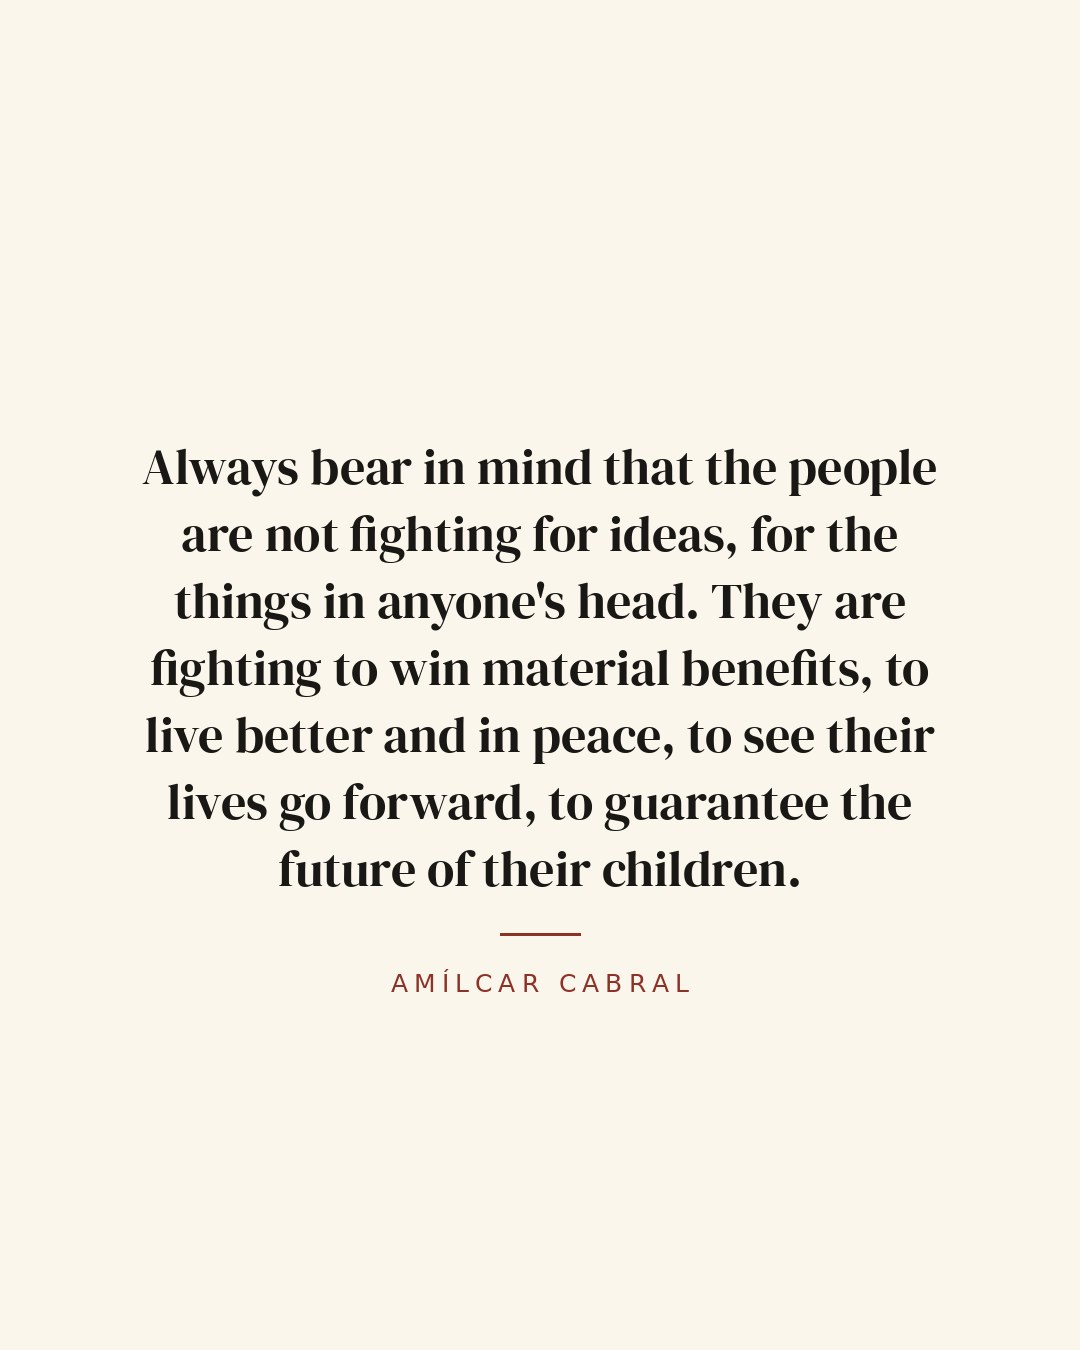 Always bear in mind that the people
are not fighting for ideas, for the
things in anyone's head. They are
fighting to win material benefits, to
live better and in peace, to see their
lives go forward, to guarantee the
future of their children.
AMÍLCAR CABRAL